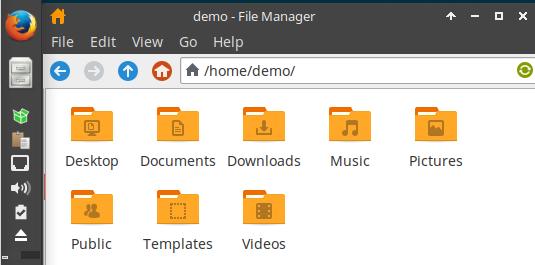 demo - File Manager
File Edit View Go Help
/home/demo/
Desktop Documents Downloads Music Pictures
Public Templates Videos